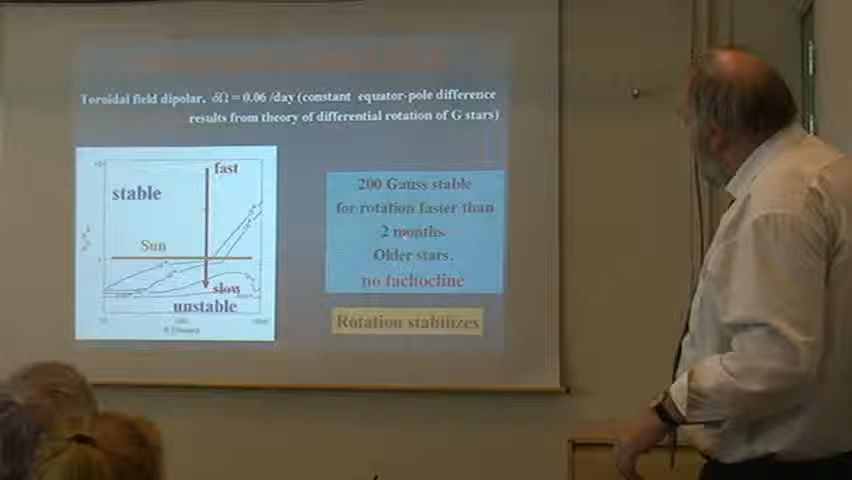 Toroidal field dipolar, δΩ = 0.06 /day (constant equator-pole difference
results from theory of differential rotation of G stars)
fast
stable
Sun
slow
unstable
200 Gauss stable
for rotation faster than
2 months.
Older stars,
no tachocline
Rotation stabilizes